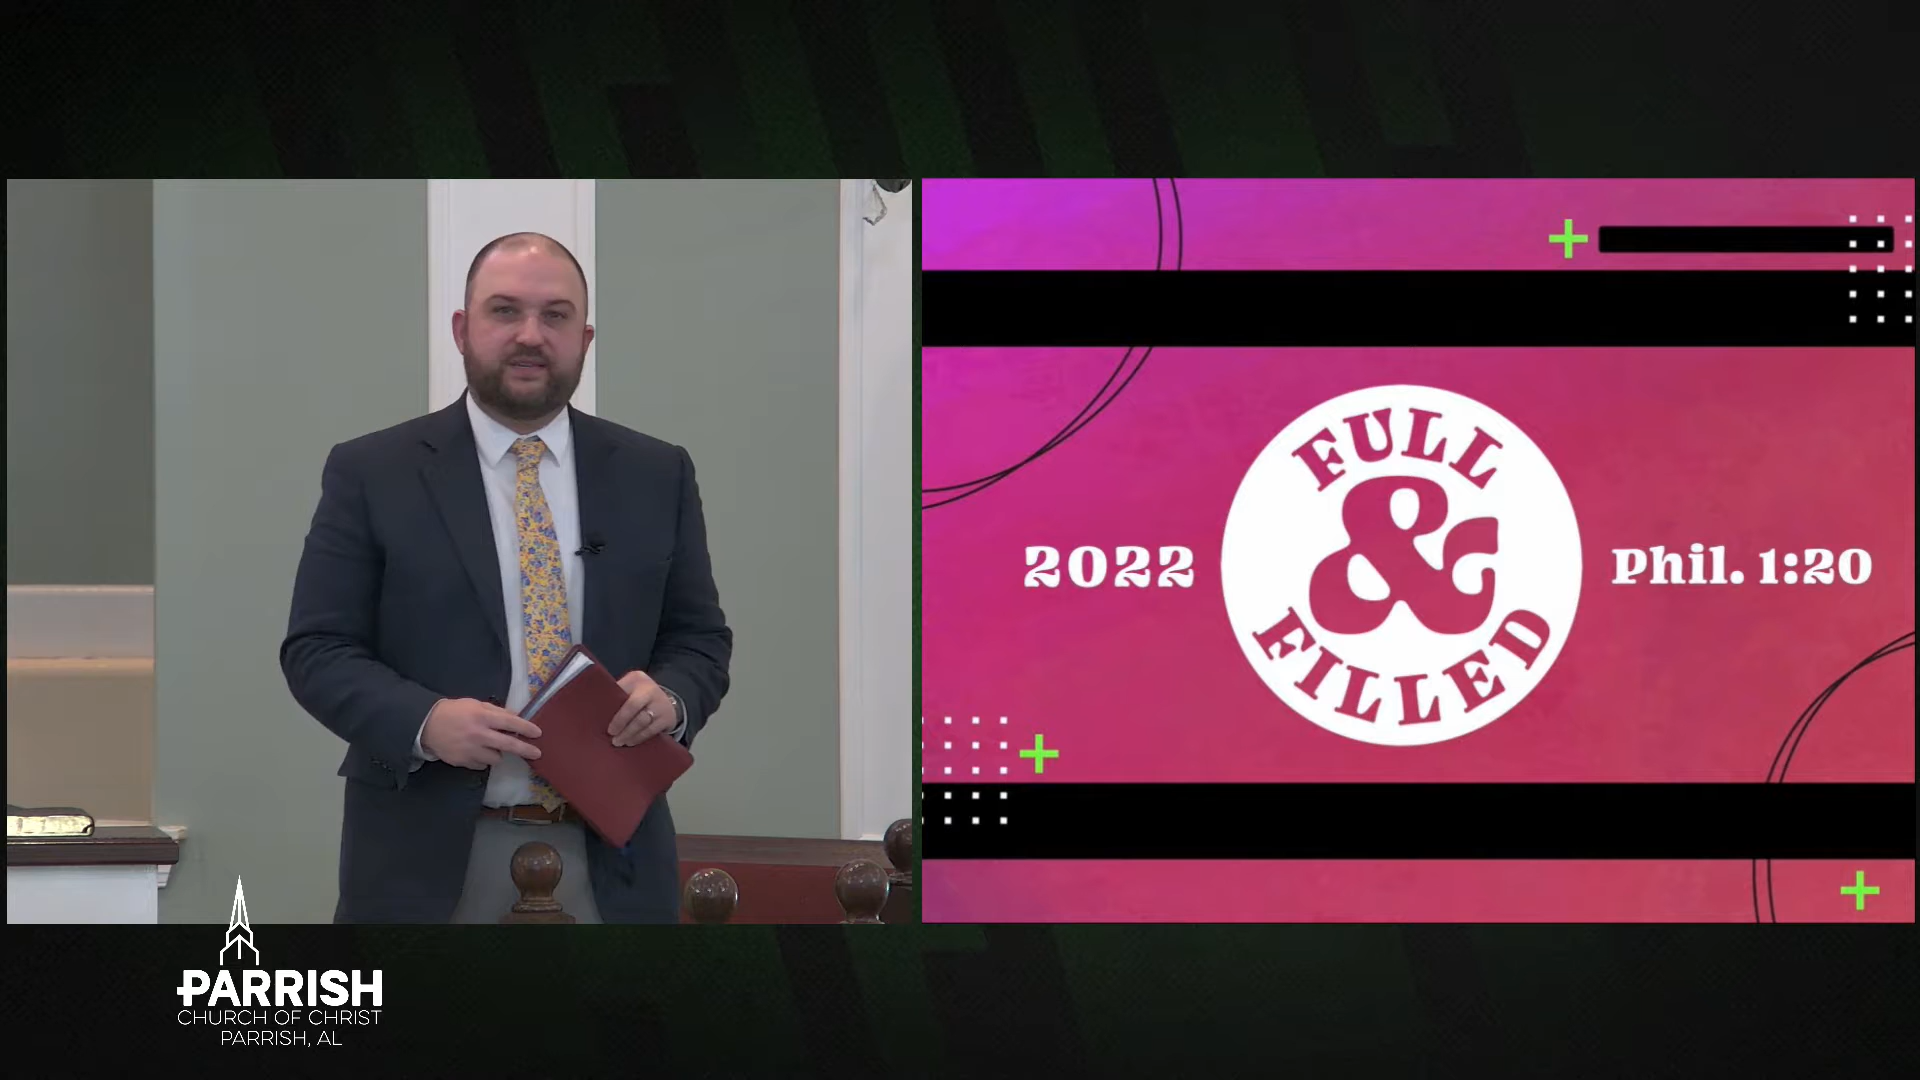 FULL
&
FILLED
2022
Phil. 1:20
PARRISH
CHURCH OF CHRIST
PARRISH, AL